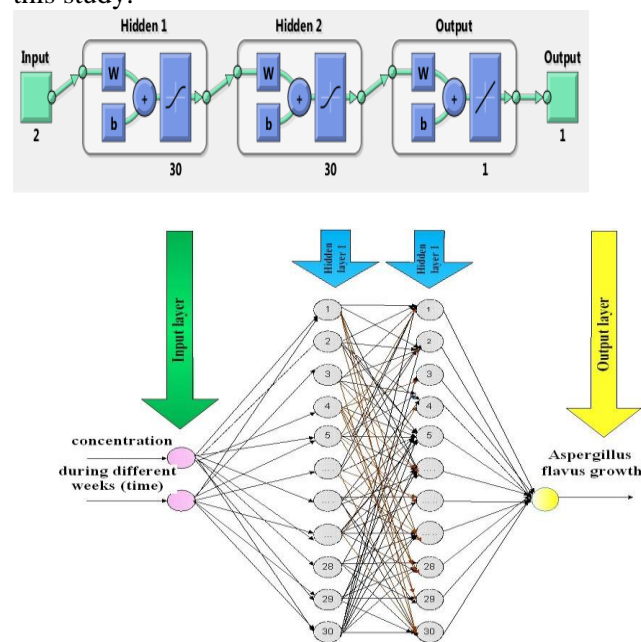 this study.
Hidden 1 Hidden 2 Output
Input Output
W W W
+ + +
b b b
2 30 30 1 1
Input layer
Hidden layer 1
Hidden layer 1
Output layer
concentration
during different
weeks (time)
Aspergillus
flavus growth
1 1
2 2
3 3
4 4
5 5
.... ....
... ....
... ....
28 28
29 29
30 30